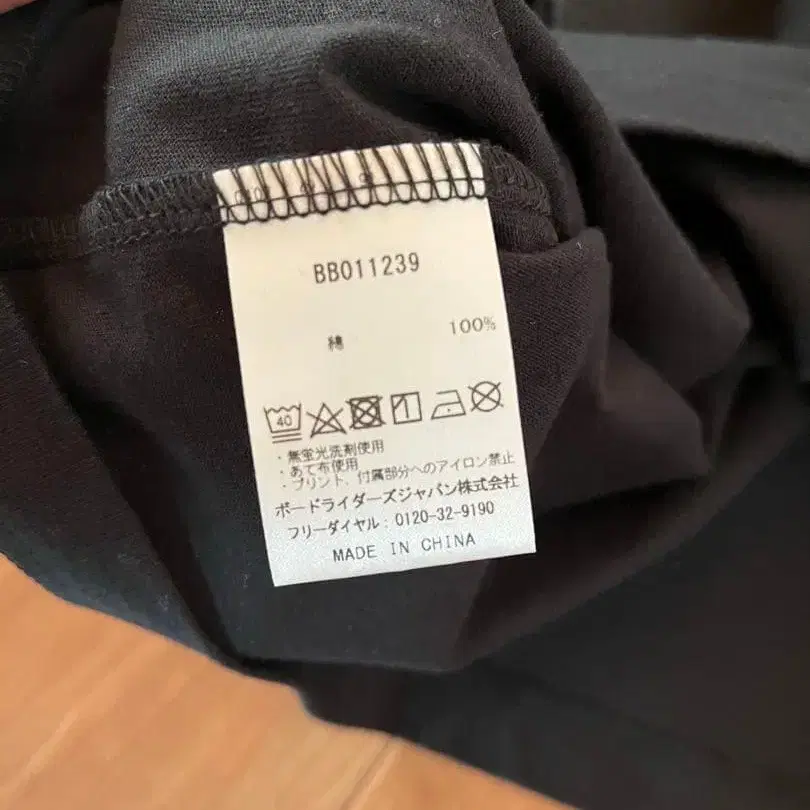 BB011239
綿 100%
40
・無蛍光洗剤使用
・あて布使用
・プリント、付属部分へのアイロン禁止
ボードライダーズジャパン株式会社
フリーダイヤル：0120-32-9190
MADE IN CHINA